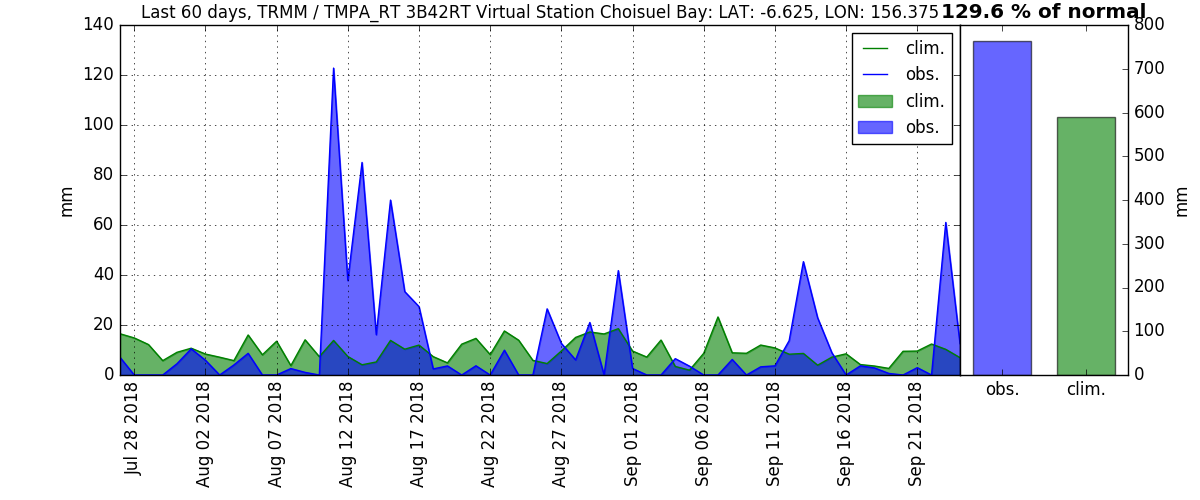 Last 60 days, TRMM / TMPA_RT 3B42RT Virtual Station Choisuel Bay: LAT: -6.625, LON: 156.375
129.6 % of normal
mm
140
120
100
80
60
40
20
0
clim.
obs.
clim.
obs.
800
700
600
500
400
300
200
100
0
mm
Jul 28 2018
Aug 02 2018
Aug 07 2018
Aug 12 2018
Aug 17 2018
Aug 22 2018
Aug 27 2018
Sep 01 2018
Sep 06 2018
Sep 11 2018
Sep 16 2018
Sep 21 2018
obs.
clim.